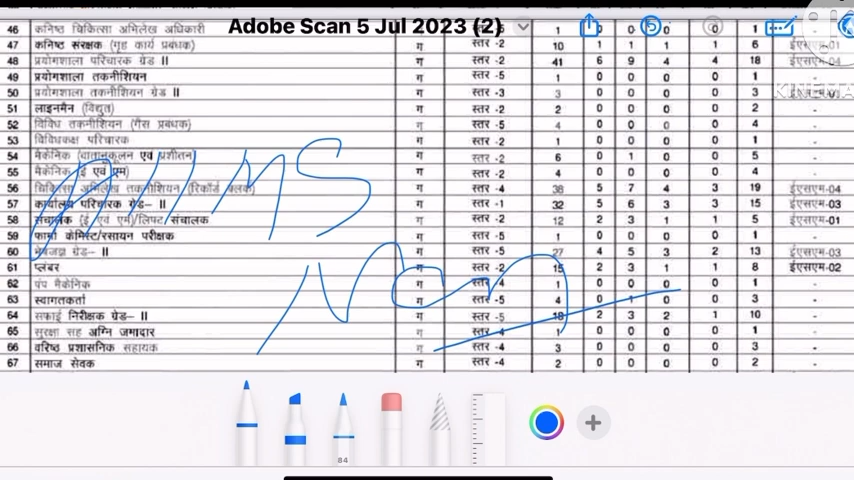 Adobe Scan 5 Jul 2023 (2)
46 कनिष्ठ चिकित्सा अभिलेख अधिकारी ग स्तर -5 1 0 0 0 0 1 -
47 कनिष्ठ संरक्षक (गृह कार्य प्रबंधक) ग स्तर -2 10 1 1 1 1 6 ईएसएम-01
48 प्रयोगशाला परिचारक ग्रेड II ग स्तर -2 41 6 9 4 4 18 ईएसएम-04
49 प्रयोगशाला तकनीशियन ग स्तर -5 1 0 0 0 0 1 -
50 प्रयोगशाला तकनीशियन ग्रेड II ग स्तर -3 3 0 0 0 0 3
51 लाइनमैन (विद्युत) ग स्तर -2 2 0 0 0 0 2 -
52 विविध तकनीशियन (गैस प्रबंधक) ग स्तर -5 4 0 0 0 0 4 -
53 विविधकक्ष परिचारक ग स्तर -2 1 0 0 0 0 1 -
54 मैकेनिक (वातानुकूलन एवं प्रशीतन) ग स्तर -2 6 0 1 0 0 5 -
55 मैकेनिक (ई एवं एम) ग स्तर -2 4 0 0 0 0 4 -
56 चिकित्सा अभिलेख तकनीशियन (रिकॉर्ड क्लर्क) ग स्तर -4 38 5 7 4 3 19 ईएसएम-04
57 कार्यालय परिचारक ग्रेड- II ग स्तर -1 32 5 6 3 3 15 ईएसएम-03
58 संचालक (ई एवं एम)/लिफ्ट संचालक ग स्तर -2 12 2 3 1 1 5 ईएसएम-01
59 फार्मा केमिस्ट/रसायन परीक्षक ग स्तर -5 1 0 0 0 0 1 -
60 भेषजज्ञ ग्रेड- II ग स्तर -5 27 4 5 3 2 13 ईएसएम-03
61 प्लंबर ग स्तर -2 15 2 3 1 1 8 ईएसएम-02
62 पंप मैकेनिक ग स्तर -4 1 0 0 0 0 1 -
63 स्वागतकर्ता ग स्तर -5 4 0 1 0 0 3 -
64 सफाई निरीक्षक ग्रेड- II ग स्तर -5 18 2 3 2 1 10 -
65 सुरक्षा सह अग्नि जमादार ग स्तर -4 1 0 0 0 0 1 -
66 वरिष्ठ प्रशासनिक सहायक ग स्तर -4 3 0 0 0 0 3 -
67 समाज सेवक ग स्तर -4 2 0 0 0 0 2 -
AIIMS
84